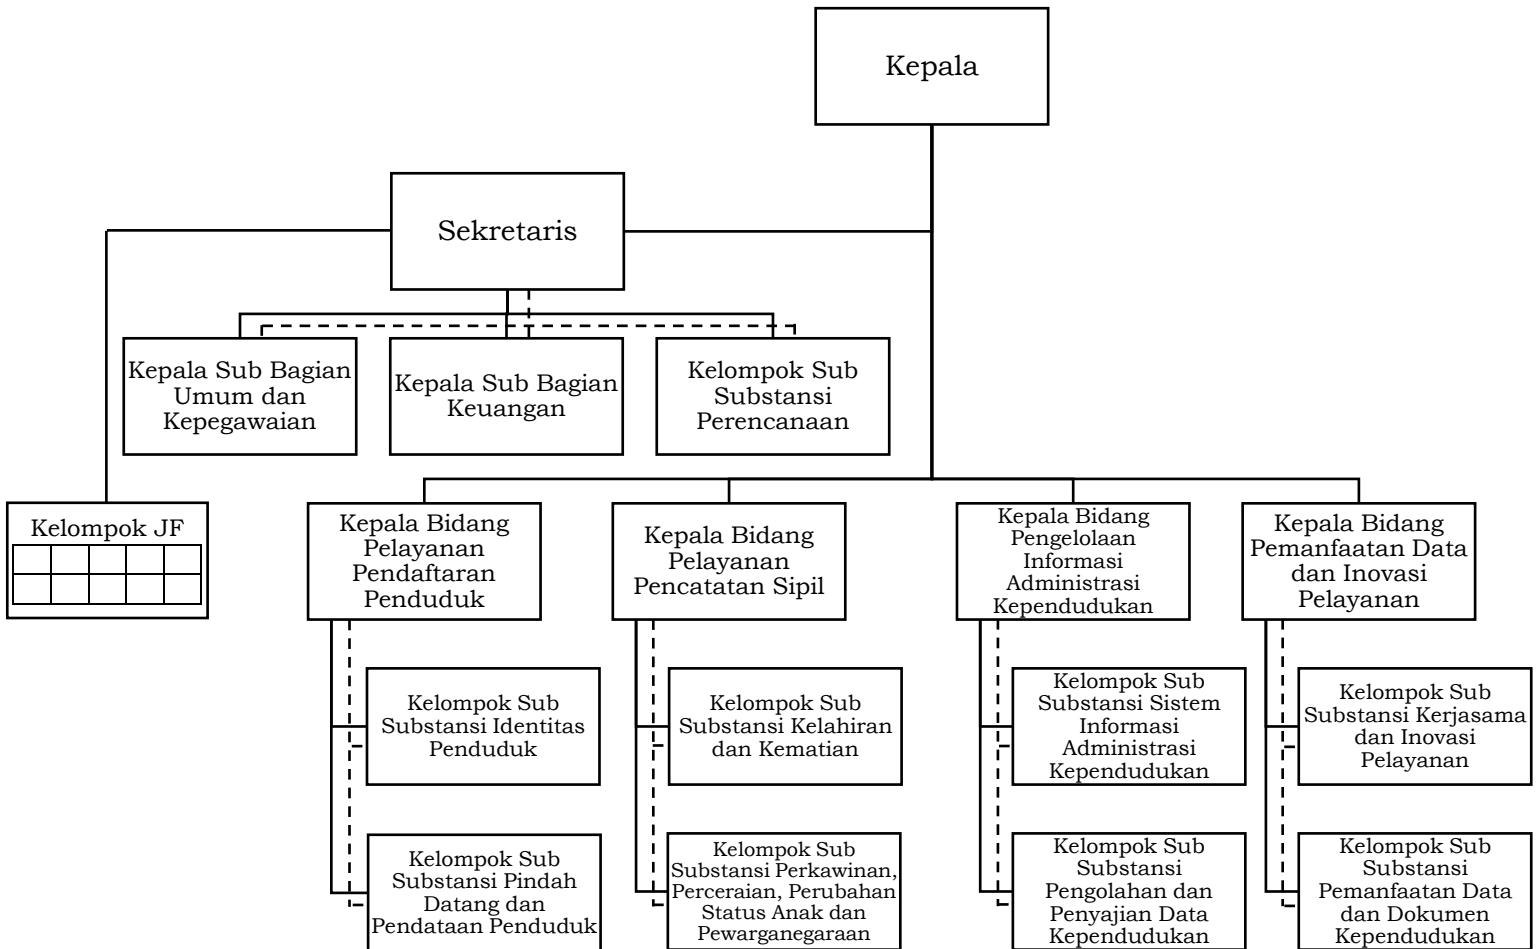 Kepala
Sekretaris
Kepala Sub Bagian
Umum dan
Kepegawaian
Kepala Sub Bagian
Keuangan
Kelompok Sub
Substansi
Perencanaan
Kelompok JF
Kepala Bidang
Pelayanan
Pendaftaran
Penduduk
Kepala Bidang
Pelayanan
Pencatatan Sipil
Kepala Bidang
Pengelolaan
Informasi
Administrasi
Kependudukan
Kepala Bidang
Pemanfaatan Data
dan Inovasi
Pelayanan
Kelompok Sub
Substansi Identitas
Penduduk
Kelompok Sub
Substansi Kelahiran
dan Kematian
Kelompok Sub
Substansi Sistem
Informasi
Administrasi
Kependudukan
Kelompok Sub
Substansi Kerjasama
dan Inovasi
Pelayanan
Kelompok Sub
Substansi Pindah
Datang dan
Pendataan Penduduk
Kelompok Sub
Substansi Perkawinan,
Perceraian, Perubahan
Status Anak dan
Pewarganegaraan
Kelompok Sub
Substansi
Pengolahan dan
Penyajian Data
Kependudukan
Kelompok Sub
Substansi
Pemanfaatan Data
dan Dokumen
Kependudukan